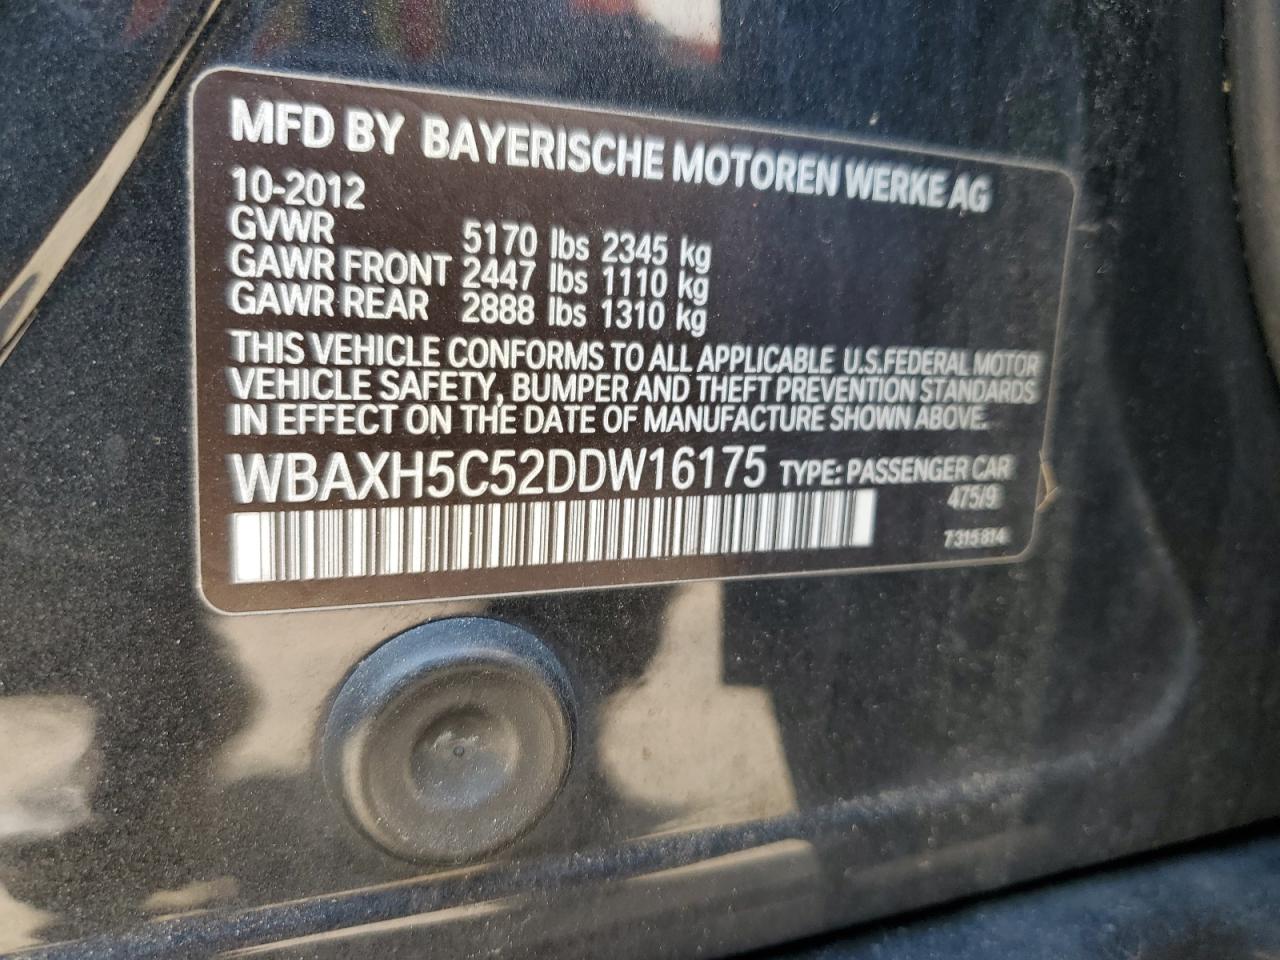 MFD BY BAYERISCHE MOTOREN WERKE AG
10-2012
GVWR 5170 lbs 2345 kg
GAWR FRONT 2447 lbs 1110 kg
GAWR REAR 2888 lbs 1310 kg
THIS VEHICLE CONFORMS TO ALL APPLICABLE U.S.FEDERAL MOTOR
VEHICLE SAFETY, BUMPER AND THEFT PREVENTION STANDARDS
IN EFFECT ON THE DATE OF MANUFACTURE SHOWN ABOVE.
WBAXH5C52DDW16175 TYPE: PASSENGER CAR
475/9
7315814